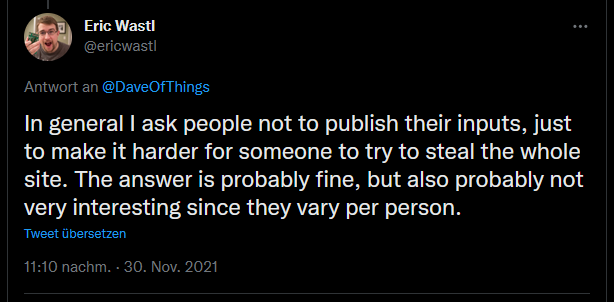 Eric Wastl
@ericwastl
Antwort an @DaveOfThings
In general I ask people not to publish their inputs, just
to make it harder for someone to try to steal the whole
site. The answer is probably fine, but also probably not
very interesting since they vary per person.
Tweet übersetzen
11:10 nachm. · 30. Nov. 2021